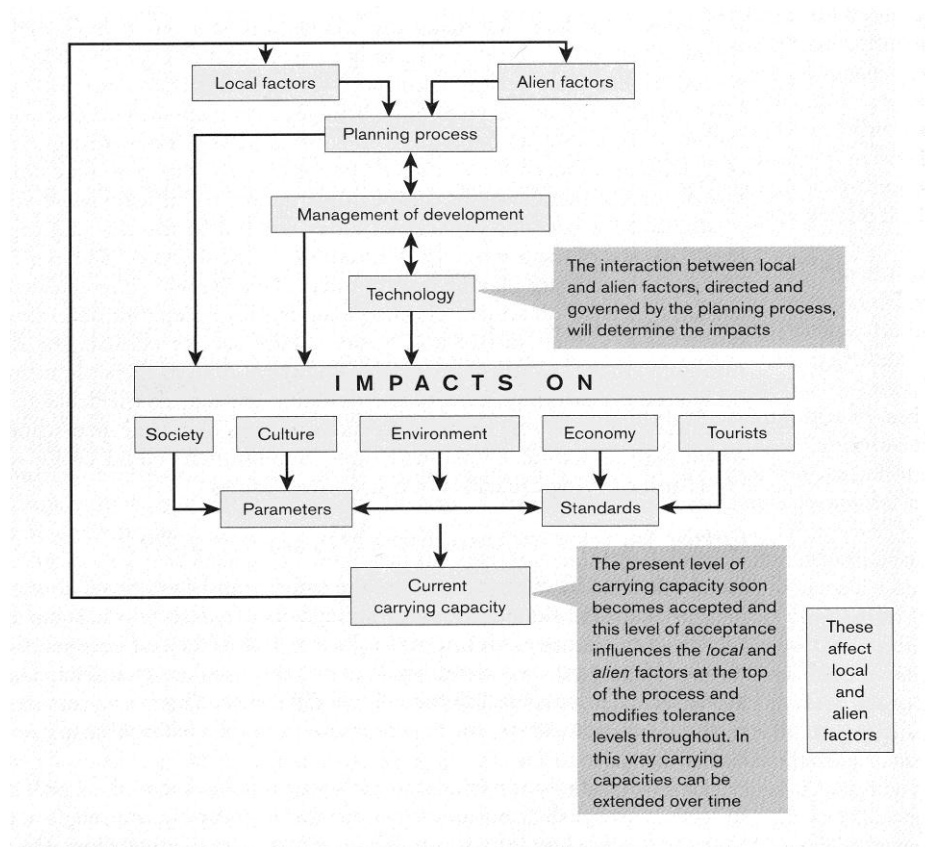 Local factors
Alien factors
Planning process
Management of development
Technology
The interaction between local
and alien factors, directed and
governed by the planning process,
will determine the impacts
IMPACTS ON
Society
Culture
Environment
Economy
Tourists
Parameters
Standards
Current
carrying capacity
The present level of
carrying capacity soon
becomes accepted and
this level of acceptance
influences the local and
alien factors at the top
of the process and
modifies tolerance
levels throughout. In
this way carrying
capacities can be
extended over time
These
affect
local
and
alien
factors